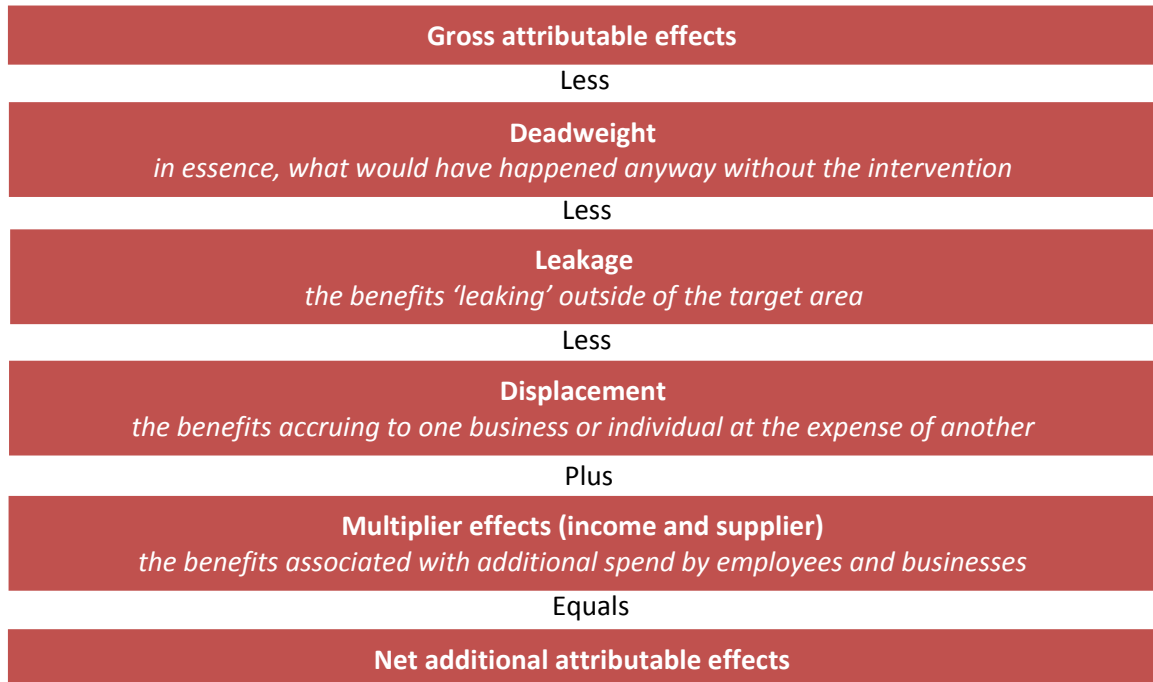 Gross attributable effects
Less
Deadweight
in essence, what would have happened anyway without the intervention
Less
Leakage
the benefits ‘leaking’ outside of the target area
Less
Displacement
the benefits accruing to one business or individual at the expense of another
Plus
Multiplier effects (income and supplier)
the benefits associated with additional spend by employees and businesses
Equals
Net additional attributable effects